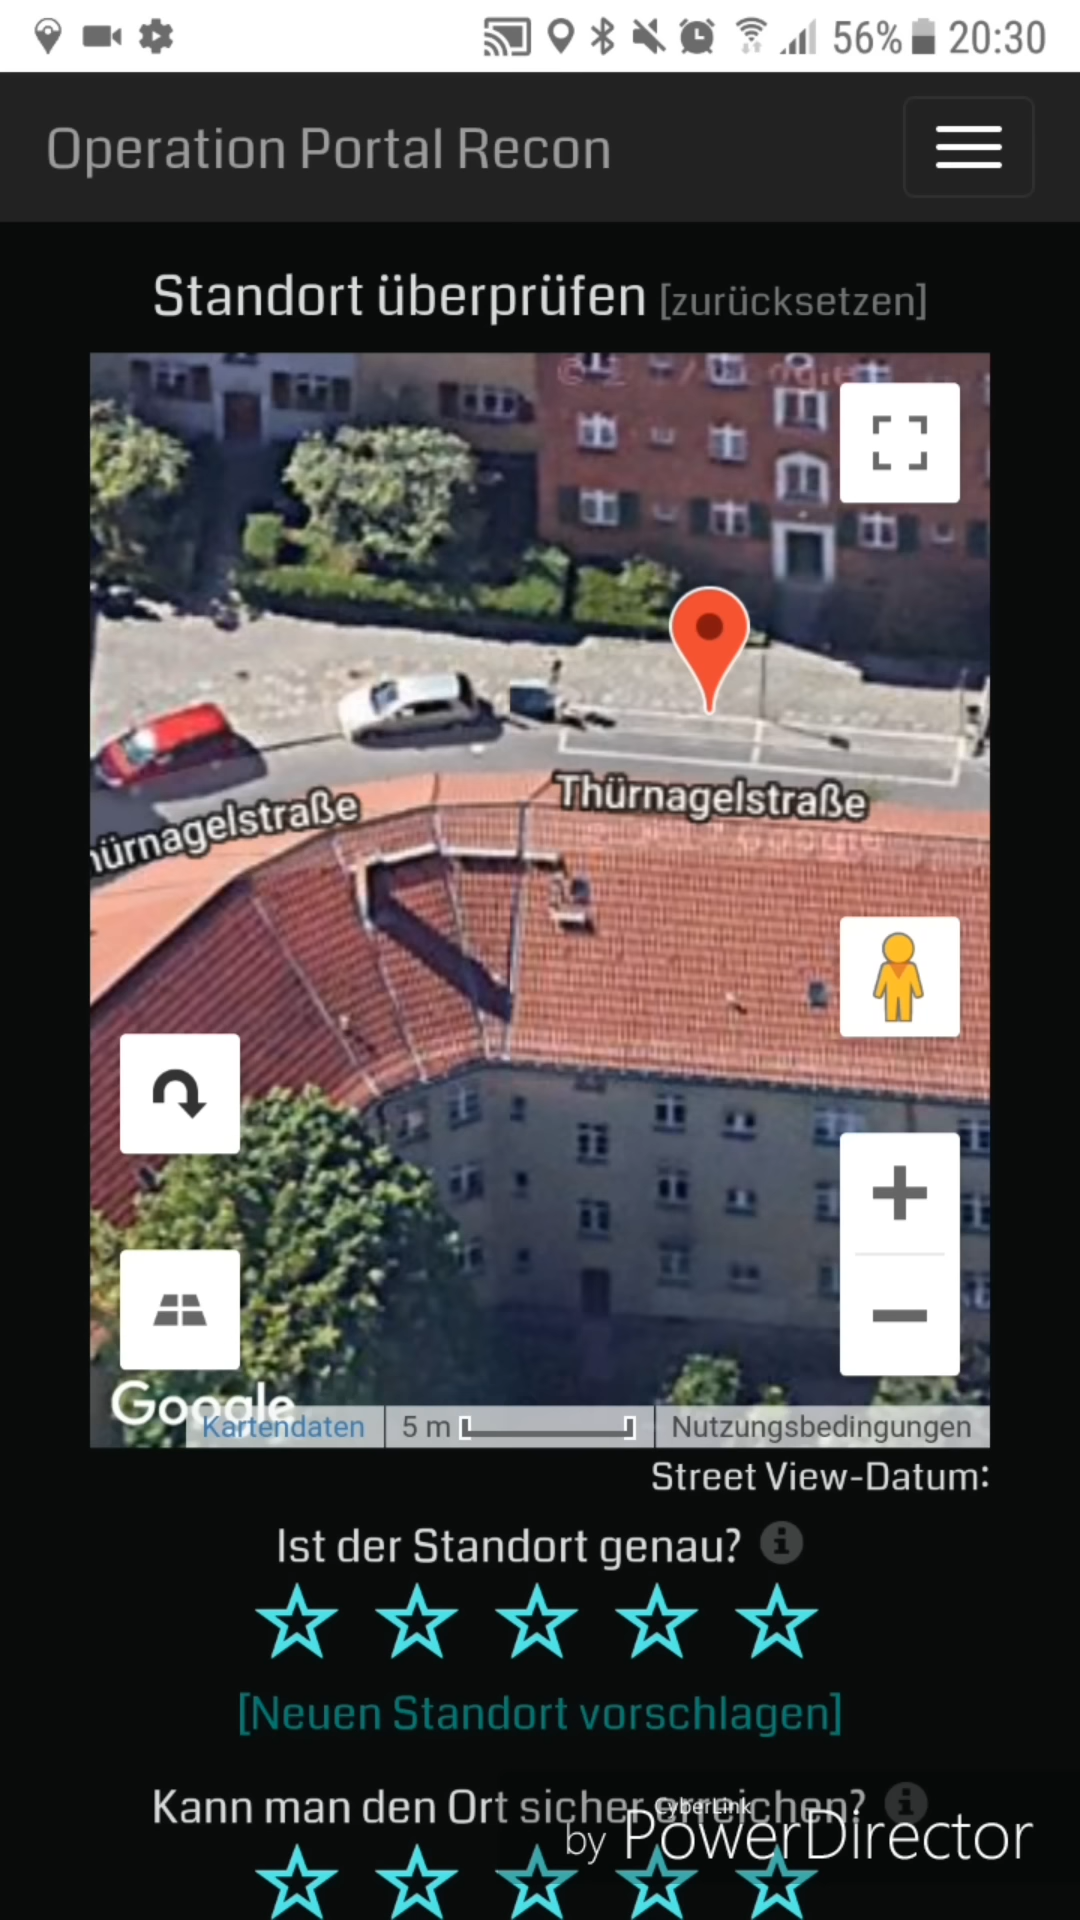 56% 20:30
Operation Portal Recon
Standort überprüfen [zurücksetzen]
Thürnagelstraße
ürnagelstraße
Google
Kartendaten 5 m Nutzungsbedingungen
Street View-Datum:
Ist der Standort genau?
[Neuen Standort vorschlagen]
Kann man den Ort sicher erreichen?
CyberLink
by PowerDirector